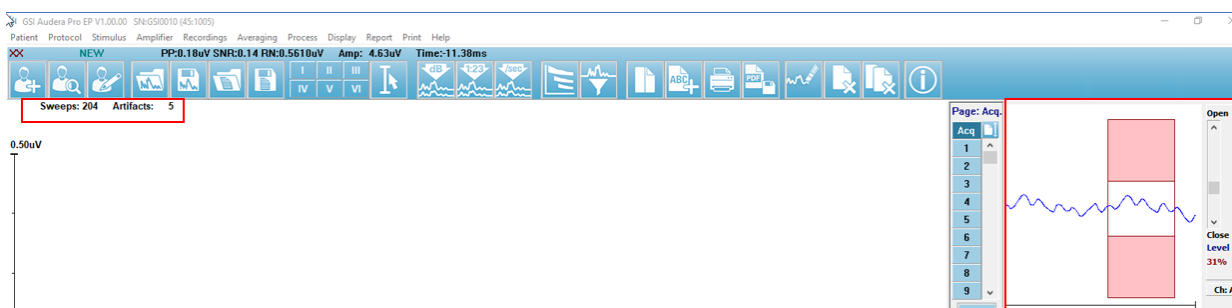 GSI Audera Pro EP V1.00.00 SN:GSI0010 (45:1005)
Patient Protocol Stimulus Amplifier Recordings Averaging Process Display Report Print Help
XX NEW PP:0.18uV SNR:0.14 RN:0.5610uV Amp: 4.63uV Time:-11.38ms
I II III
IV V VI
dB 1:23 /sec
ABC
PDF
Sweeps: 204 Artifacts: 5
0.50uV
Page: Acq.
Acq
1
2
3
4
5
6
7
8
9
Open
Close
Level
31%
Ch: